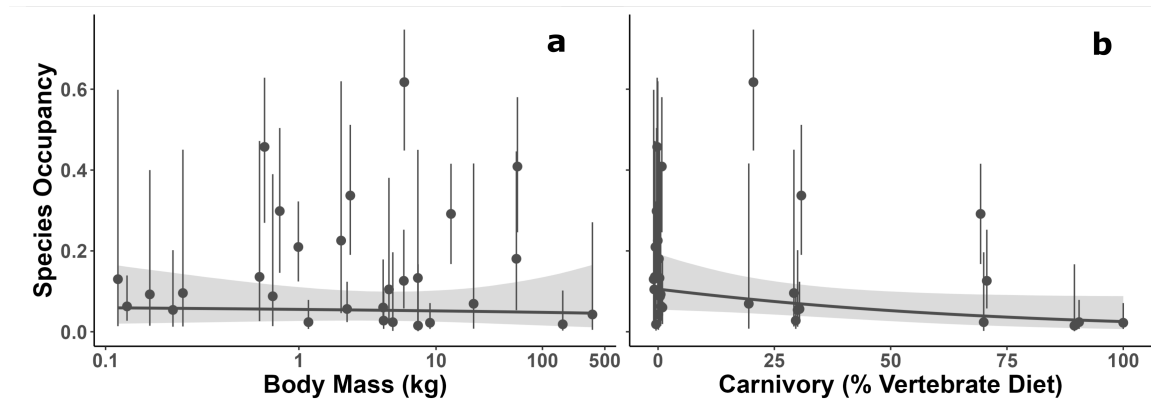 a
b
Species Occupancy
0.6
0.4
0.2
0.0
0.1 1 10 100 500
0 25 50 75 100
Body Mass (kg)
Carnivory (% Vertebrate Diet)